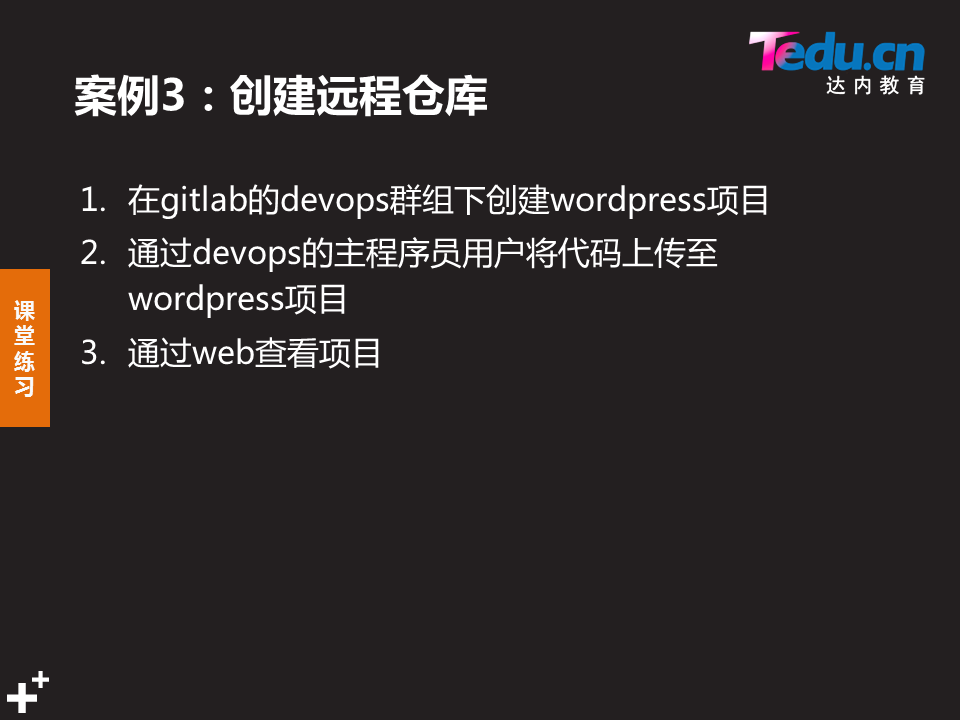 Tedu.cn
达内教育
案例3：创建远程仓库
1. 在gitlab的devops群组下创建wordpress项目
2. 通过devops的主程序员用户将代码上传至
wordpress项目
3. 通过web查看项目
课
堂
练
习